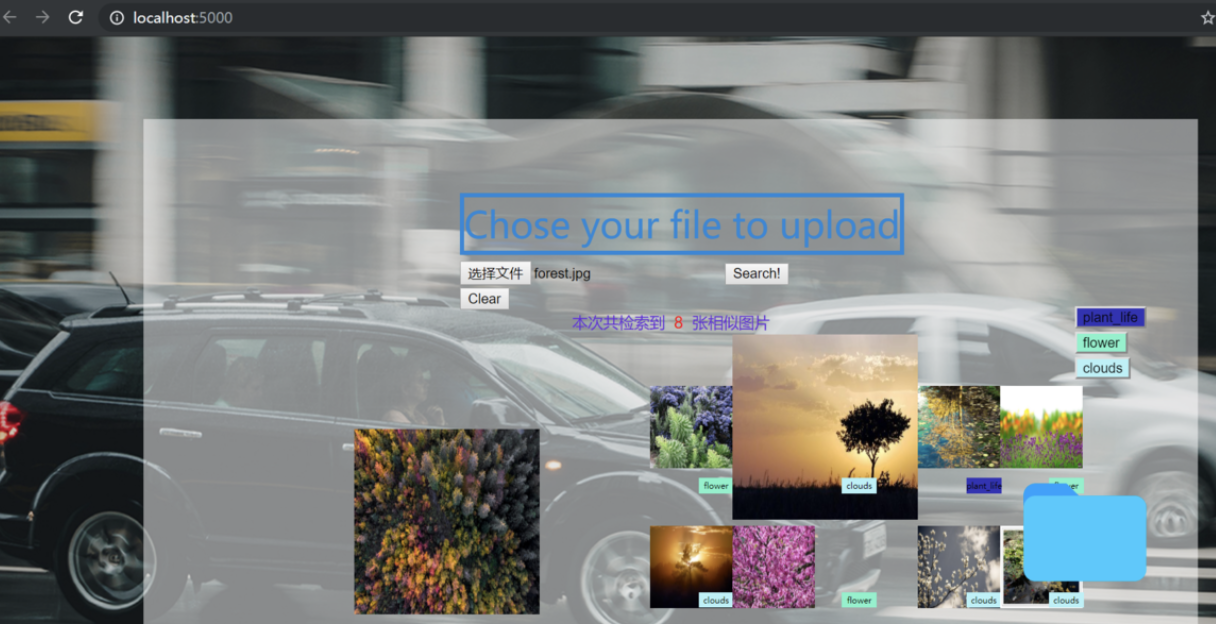 localhost:5000
Chose your file to upload
选择文件 forest.jpg Search!
Clear
本次共检索到 8 张相似图片
plant_life
flower
clouds
flower clouds plant_life flower
clouds flower clouds clouds